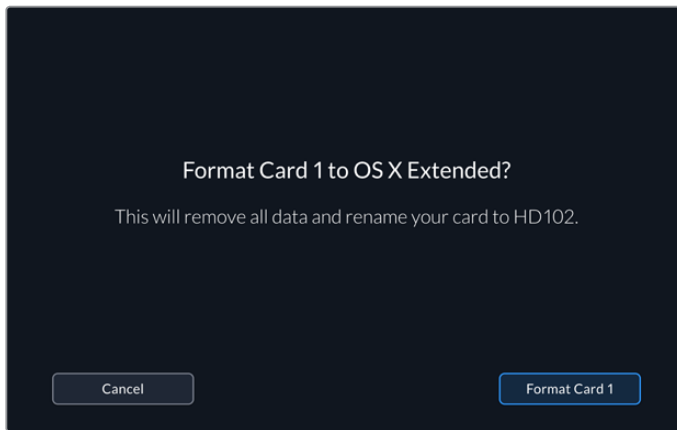 Format Card 1 to OS X Extended?
This will remove all data and rename your card to HD102.
Cancel
Format Card 1